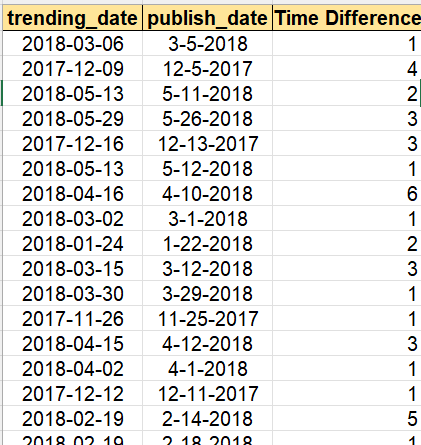 trending_date publish_date Time Difference
2018-03-06 3-5-2018 1
2017-12-09 12-5-2017 4
2018-05-13 5-11-2018 2
2018-05-29 5-26-2018 3
2017-12-16 12-13-2017 3
2018-05-13 5-12-2018 1
2018-04-16 4-10-2018 6
2018-03-02 3-1-2018 1
2018-01-24 1-22-2018 2
2018-03-15 3-12-2018 3
2018-03-30 3-29-2018 1
2017-11-26 11-25-2017 1
2018-04-15 4-12-2018 3
2018-04-02 4-1-2018 1
2017-12-12 12-11-2017 1
2018-02-19 2-14-2018 5
2018-02-19 2-18-2018 1